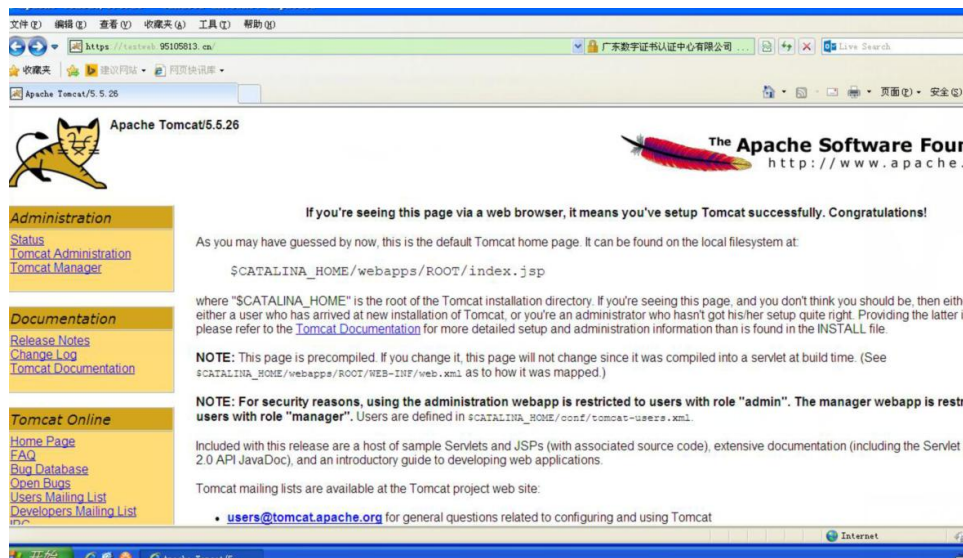 文件(F) 编辑(E) 查看(V) 收藏夹(A) 工具(T) 帮助(H)
https://testweb.95105813.cn/ 广东数字证书认证中心有限公司 ... Live Search
收藏夹 建议网站 网页快讯库
Apache Tomcat/5.5.26 页面(P) 安全(S)
Apache Tomcat/5.5.26
The Apache Software Foun
http://www.apache.
Administration
Status
Tomcat Administration
Tomcat Manager
Documentation
Release Notes
Change Log
Tomcat Documentation
Tomcat Online
Home Page
FAQ
Bug Database
Open Bugs
Users Mailing List
Developers Mailing List
IRC
If you're seeing this page via a web browser, it means you've setup Tomcat successfully. Congratulations!
As you may have guessed by now, this is the default Tomcat home page. It can be found on the local filesystem at:
$CATALINA_HOME/webapps/ROOT/index.jsp
where "$CATALINA_HOME" is the root of the Tomcat installation directory. If you're seeing this page, and you don't think you should be, then eith
either a user who has arrived at new installation of Tomcat, or you're an administrator who hasn't got his/her setup quite right. Providing the latter i
please refer to the Tomcat Documentation for more detailed setup and administration information than is found in the INSTALL file.
NOTE: This page is precompiled. If you change it, this page will not change since it was compiled into a servlet at build time. (See
$CATALINA_HOME/webapps/ROOT/WEB-INF/web.xml as to how it was mapped.)
NOTE: For security reasons, using the administration webapp is restricted to users with role "admin". The manager webapp is restr
users with role "manager". Users are defined in $CATALINA_HOME/conf/tomcat-users.xml.
Included with this release are a host of sample Servlets and JSPs (with associated source code), extensive documentation (including the Servlet
2.0 API JavaDoc), and an introductory guide to developing web applications.
Tomcat mailing lists are available at the Tomcat project web site:
users@tomcat.apache.org for general questions related to configuring and using Tomcat
Internet
开始